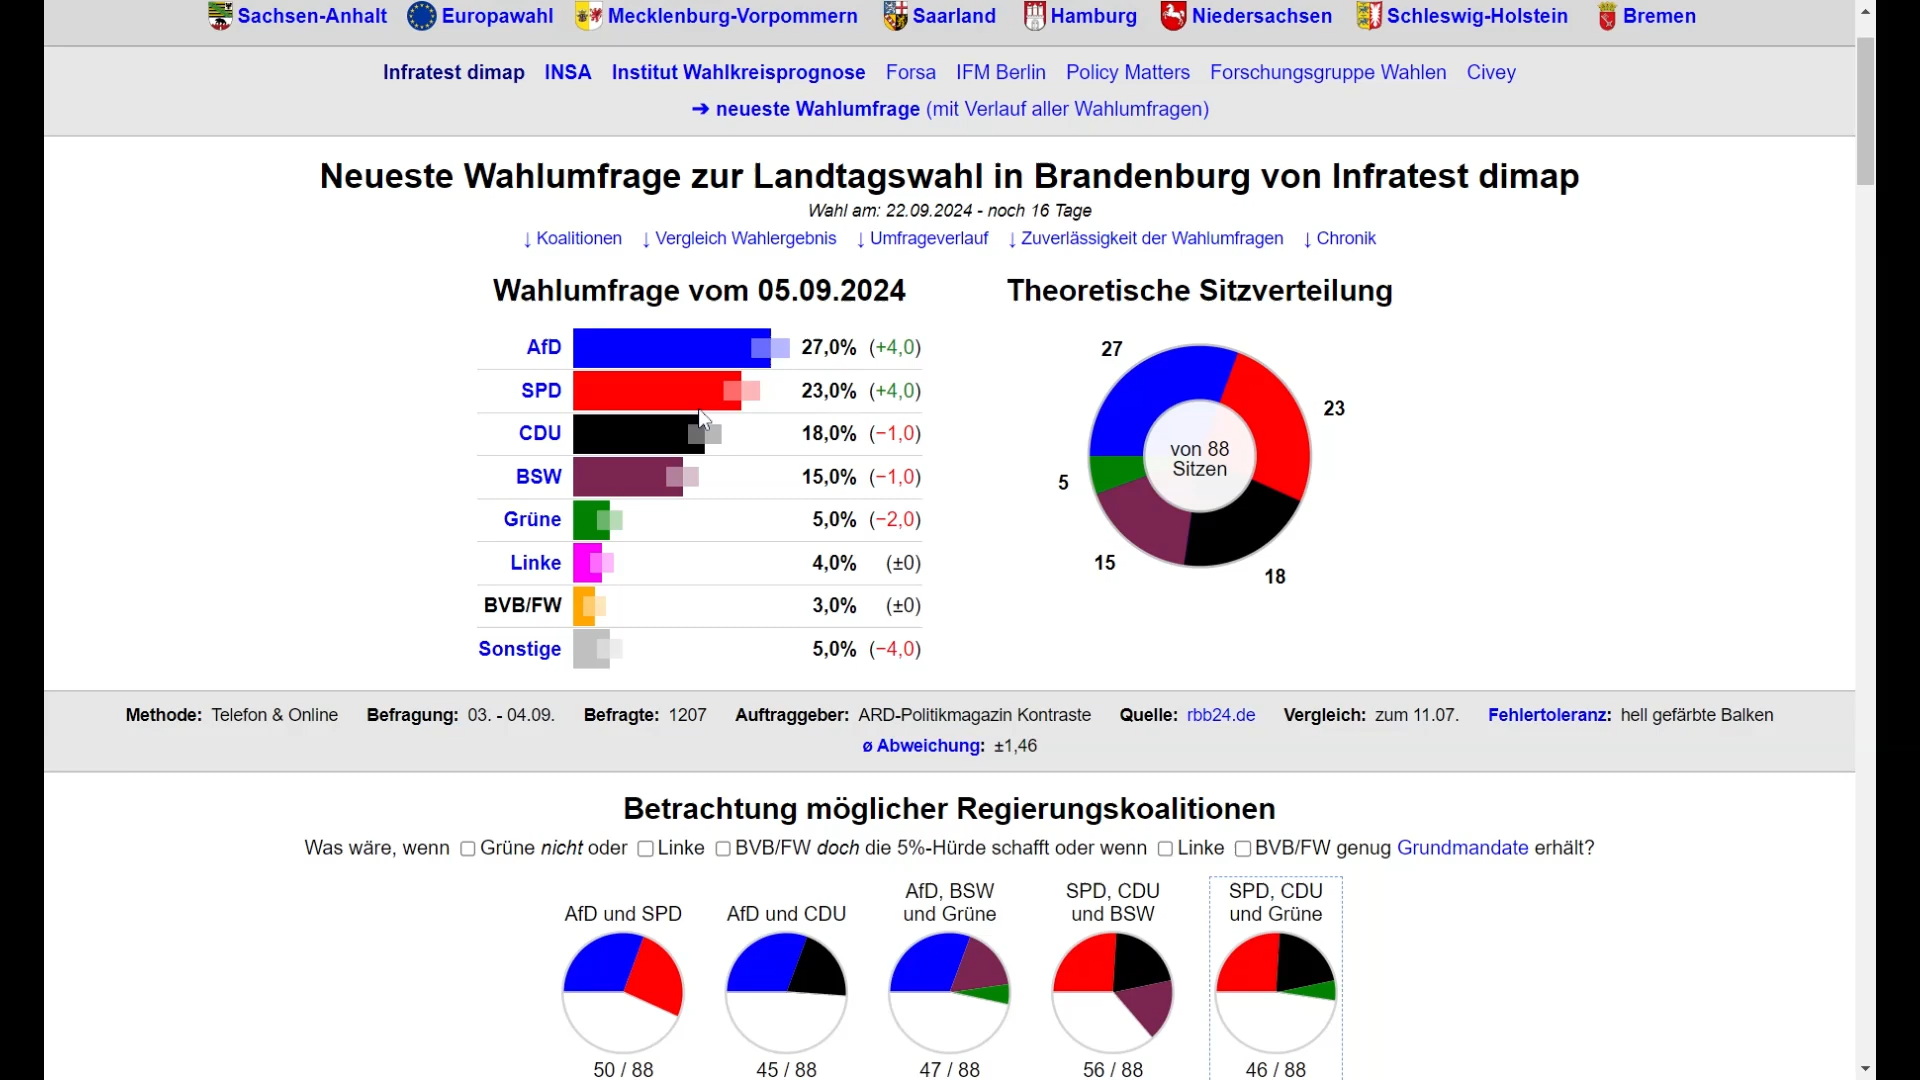 Sachsen-Anhalt Europawahl Mecklenburg-Vorpommern Saarland Hamburg Niedersachsen Schleswig-Holstein Bremen
Infratest dimap INSA Institut Wahlkreisprognose Forsa IFM Berlin Policy Matters Forschungsgruppe Wahlen Civey
➔ neueste Wahlumfrage (mit Verlauf aller Wahlumfragen)
Neueste Wahlumfrage zur Landtagswahl in Brandenburg von Infratest dimap
Wahl am: 22.09.2024 - noch 16 Tage
↓ Koalitionen ↓ Vergleich Wahlergebnis ↓ Umfrageverlauf ↓ Zuverlässigkeit der Wahlumfragen ↓ Chronik
Wahlumfrage vom 05.09.2024
AfD 27,0% (+4,0)
SPD 23,0% (+4,0)
CDU 18,0% (−1,0)
BSW 15,0% (−1,0)
Grüne 5,0% (−2,0)
Linke 4,0% (±0)
BVB/FW 3,0% (±0)
Sonstige 5,0% (−4,0)
Theoretische Sitzverteilung
27
23
von 88
Sitzen
5
15
18
Methode: Telefon & Online Befragung: 03. - 04.09. Befragte: 1207 Auftraggeber: ARD-Politikmagazin Kontraste Quelle: rbb24.de Vergleich: zum 11.07. Fehlertoleranz: hell gefärbte Balken
ø Abweichung: ±1,46
Betrachtung möglicher Regierungskoalitionen
Was wäre, wenn Grüne nicht oder Linke BVB/FW doch die 5%-Hürde schafft oder wenn Linke BVB/FW genug Grundmandate erhält?
AfD und SPD
50 / 88
AfD und CDU
45 / 88
AfD, BSW
und Grüne
47 / 88
SPD, CDU
und BSW
56 / 88
SPD, CDU
und Grüne
46 / 88